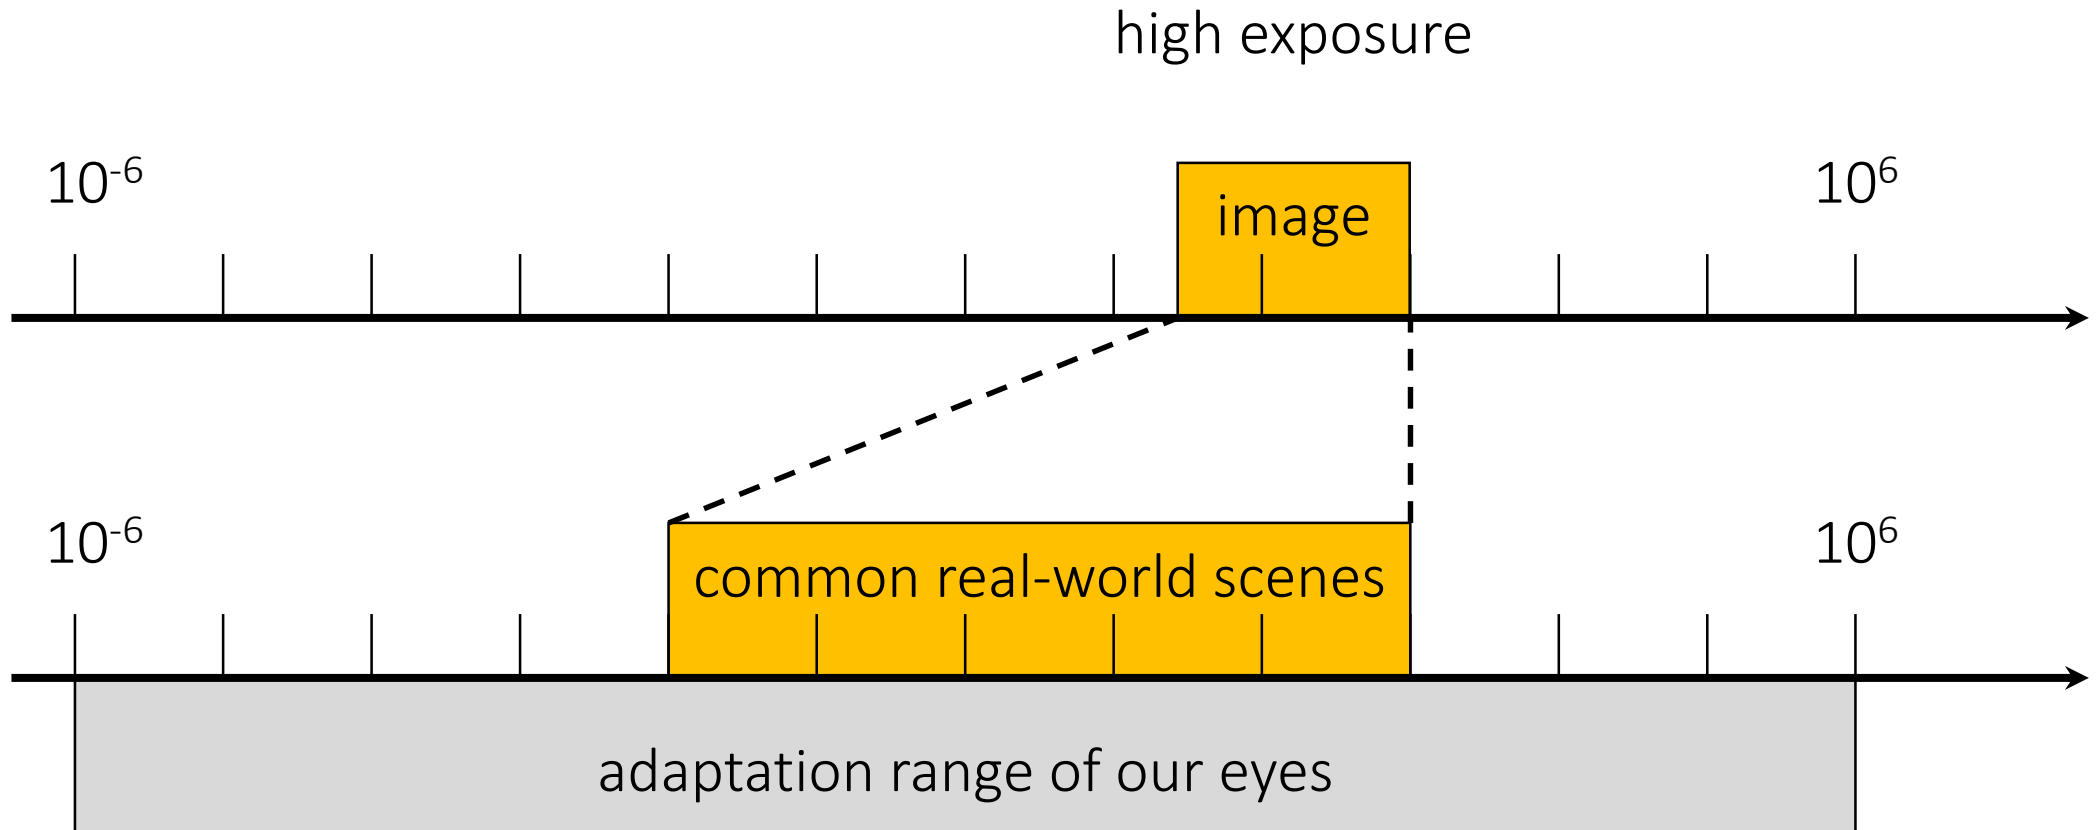 high exposure
10⁻⁶
image
10⁶
10⁻⁶
common real-world scenes
10⁶
adaptation range of our eyes